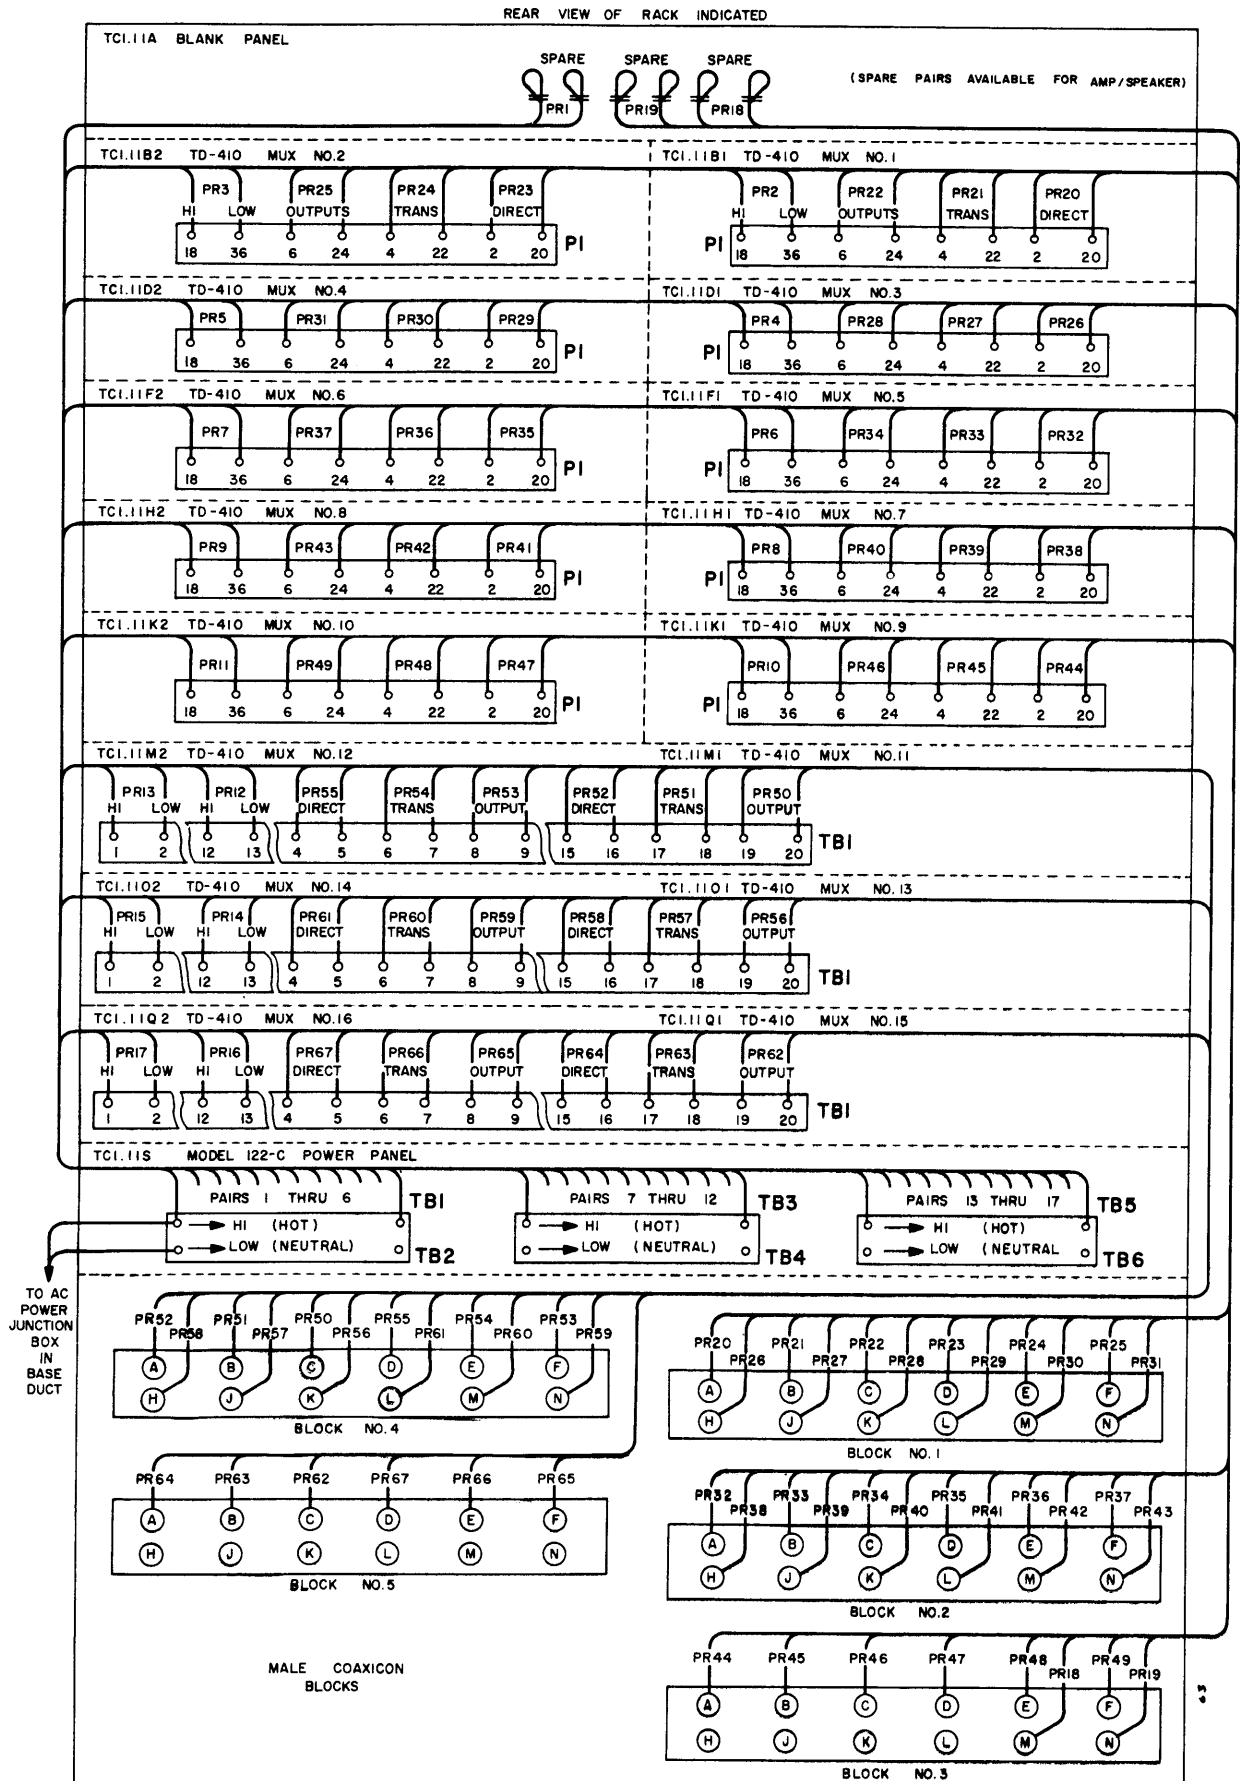 REAR VIEW OF RACK INDICATED
TC1.11A BLANK PANEL
SPARE SPARE SPARE
(SPARE PAIRS AVAILABLE FOR AMP/SPEAKER)
PR1 PR19 PR18
TC1.11B2 TD-410 MUX NO.2 TC1.11B1 TD-410 MUX NO.1
PR3 PR25 PR24 PR23 PR2 PR22 PR21 PR20
HI LOW OUTPUTS TRANS DIRECT HI LOW OUTPUTS TRANS DIRECT
P1 P1
18 36 6 24 4 22 2 20 18 36 6 24 4 22 2 20
TC1.11D2 TD-410 MUX NO.4 TC1.11D1 TD-410 MUX NO.3
PR5 PR31 PR30 PR29 PR4 PR28 PR27 PR26
P1 P1
18 36 6 24 4 22 2 20 18 36 6 24 4 22 2 20
TC1.11F2 TD-410 MUX NO.6 TC1.11F1 TD-410 MUX NO.5
PR7 PR37 PR36 PR35 PR6 PR34 PR33 PR32
P1 P1
18 36 6 24 4 22 2 20 18 36 6 24 4 22 2 20
TC1.11H2 TD-410 MUX NO.8 TC1.11H1 TD-410 MUX NO.7
PR9 PR43 PR42 PR41 PR8 PR40 PR39 PR38
P1 P1
18 36 6 24 4 22 2 20 18 36 6 24 4 22 2 20
TC1.11K2 TD-410 MUX NO.10 TC1.11K1 TD-410 MUX NO.9
PR11 PR49 PR48 PR47 PR10 PR46 PR45 PR44
P1 P1
18 36 6 24 4 22 2 20 18 36 6 24 4 22 2 20
TC1.11M2 TD-410 MUX NO.12 TC1.11M1 TD-410 MUX NO.11
PR13 PR12 PR55 PR54 PR53 PR52 PR51 PR50
HI LOW HI LOW DIRECT TRANS OUTPUT DIRECT TRANS OUTPUT
TB1
1 2 12 13 4 5 6 7 8 9 15 16 17 18 19 20
TC1.11O2 TD-410 MUX NO.14 TC1.11O1 TD-410 MUX NO.13
PR15 PR14 PR61 PR60 PR59 PR58 PR57 PR56
HI LOW HI LOW DIRECT TRANS OUTPUT DIRECT TRANS OUTPUT
TB1
1 2 12 13 4 5 6 7 8 9 15 16 17 18 19 20
TC1.11Q2 TD-410 MUX NO.16 TC1.11Q1 TD-410 MUX NO.15
PR17 PR16 PR67 PR66 PR65 PR64 PR63 PR62
HI LOW HI LOW DIRECT TRANS OUTPUT DIRECT TRANS OUTPUT
TB1
1 2 12 13 4 5 6 7 8 9 15 16 17 18 19 20
TC1.11S MODEL 122-C POWER PANEL
PAIRS 1 THRU 6 TB1 PAIRS 7 THRU 12 TB3 PAIRS 13 THRU 17 TB5
HI (HOT) HI (HOT) HI (HOT)
LOW (NEUTRAL) TB2 LOW (NEUTRAL) TB4 LOW (NEUTRAL TB6
TO AC
POWER
JUNCTION
BOX
IN
BASE
DUCT
PR52 PR51 PR50 PR55 PR54 PR53
PR58 PR57 PR56 PR61 PR60 PR59
A B C D E F
H J K L M N
BLOCK NO.4
PR20 PR21 PR22 PR23 PR24 PR25
PR26 PR27 PR28 PR29 PR30 PR31
A B C D E F
H J K L M N
BLOCK NO.1
PR64 PR63 PR62 PR67 PR66 PR65
A B C D E F
H J K L M N
BLOCK NO.5
PR32 PR33 PR34 PR35 PR36 PR37
PR38 PR39 PR40 PR41 PR42 PR43
A B C D E F
H J K L M N
BLOCK NO.2
MALE COAXICON
BLOCKS
PR44 PR45 PR46 PR47 PR48 PR49
PR18 PR19
A B C D E F
H J K L M N
BLOCK NO.3